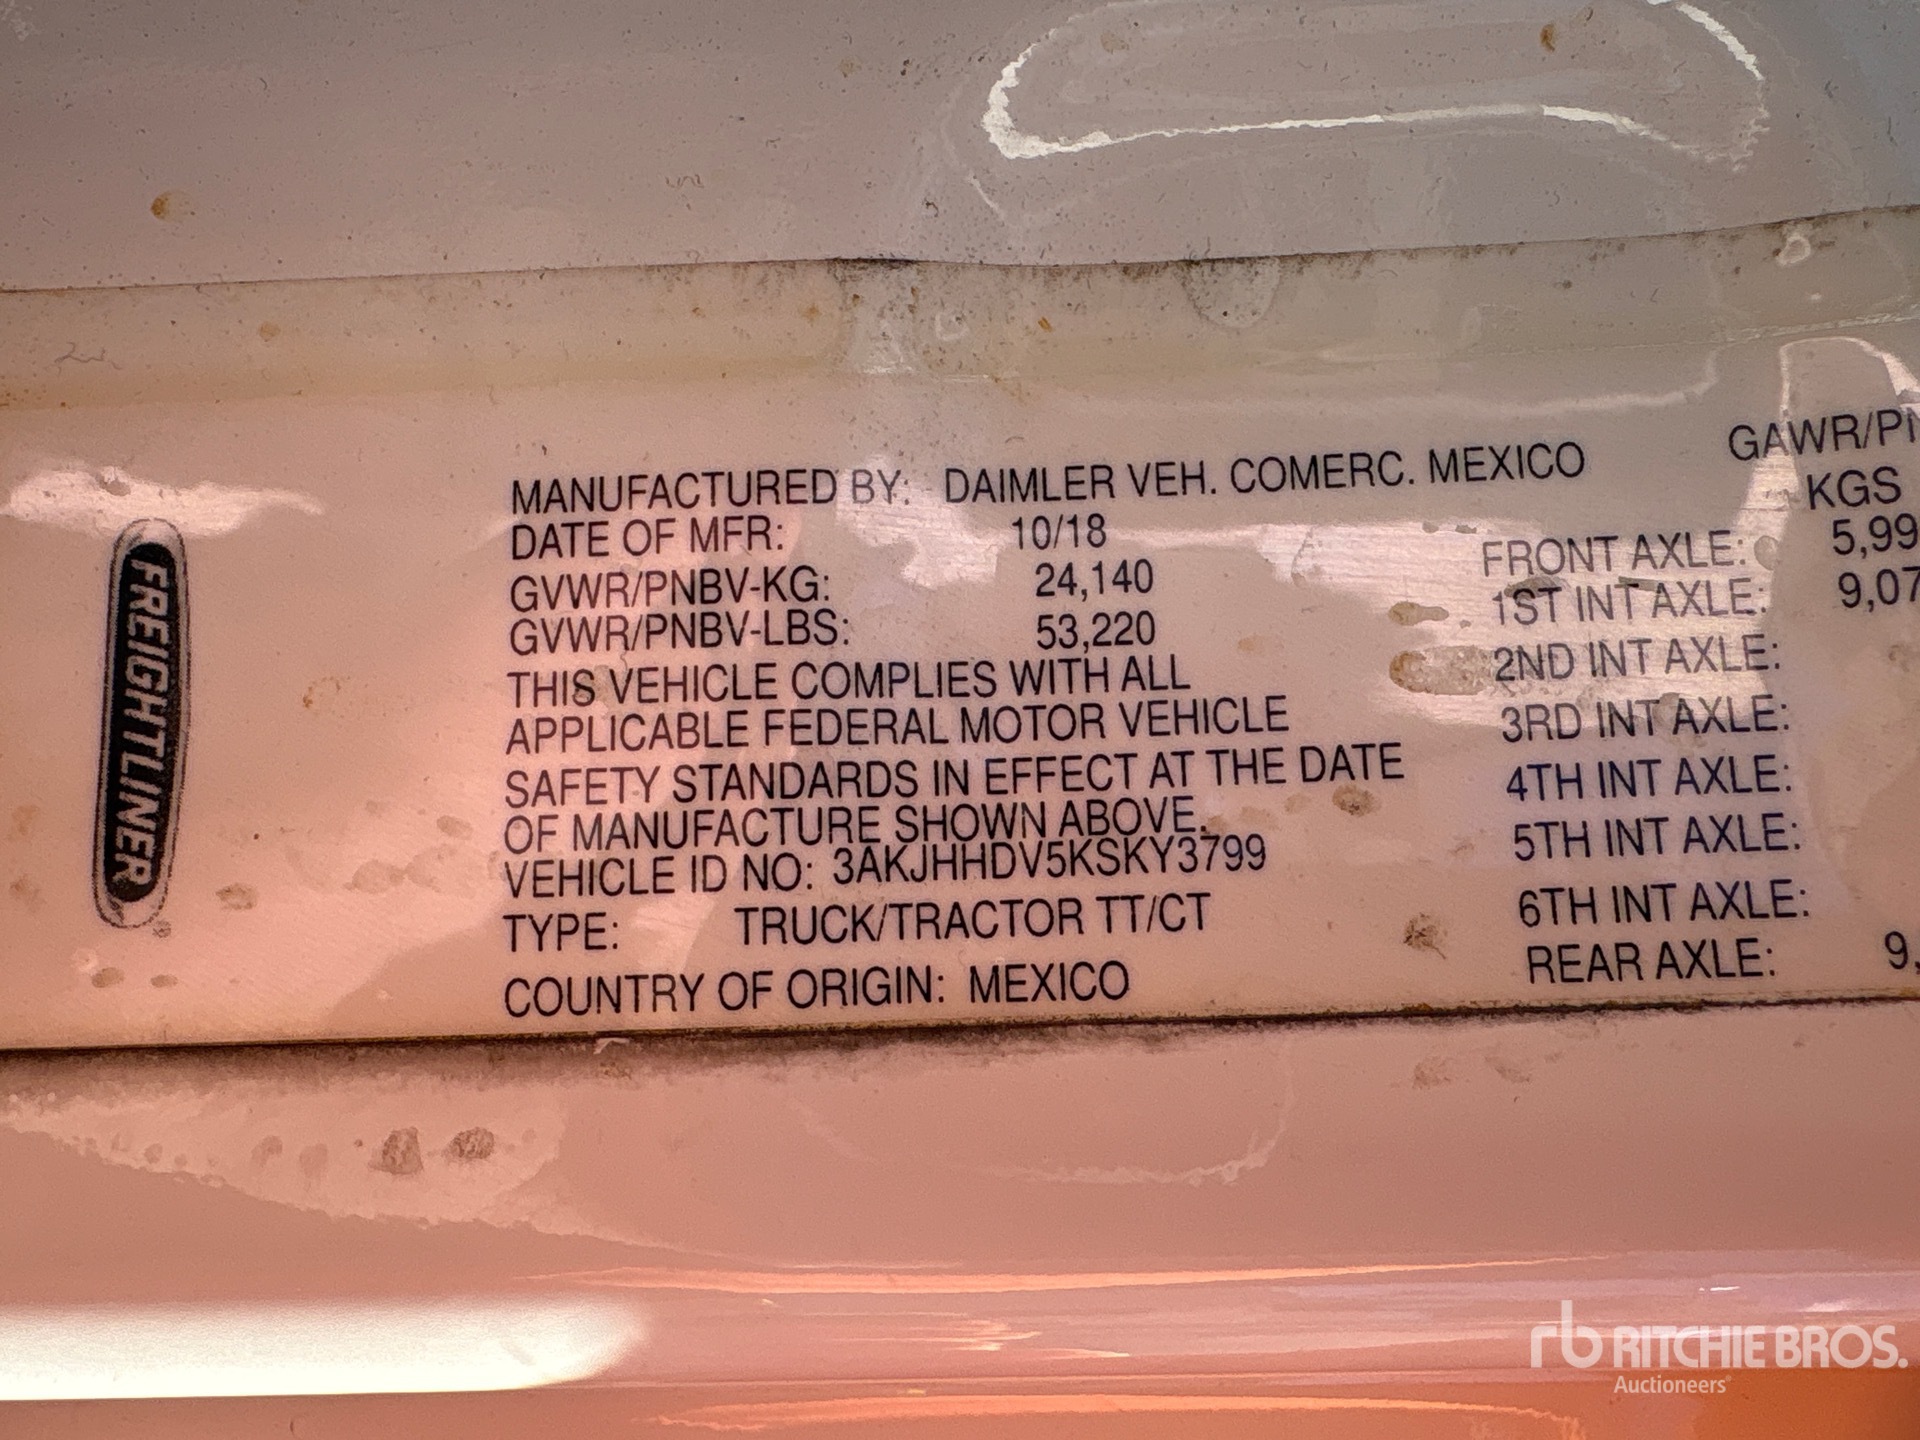 FREIGHTLINER
MANUFACTURED BY: DAIMLER VEH. COMERC. MEXICO
DATE OF MFR: 10/18
GVWR/PNBV-KG: 24,140
GVWR/PNBV-LBS: 53,220
THIS VEHICLE COMPLIES WITH ALL
APPLICABLE FEDERAL MOTOR VEHICLE
SAFETY STANDARDS IN EFFECT AT THE DATE
OF MANUFACTURE SHOWN ABOVE.
VEHICLE ID NO: 3AKJHHDV5KSKY3799
TYPE: TRUCK/TRACTOR TT/CT
COUNTRY OF ORIGIN: MEXICO
GAWR/PN
KGS
FRONT AXLE: 5,99
1ST INT AXLE: 9,07
2ND INT AXLE:
3RD INT AXLE:
4TH INT AXLE:
5TH INT AXLE:
6TH INT AXLE:
REAR AXLE: 9,
rb RITCHIE BROS.
Auctioneers